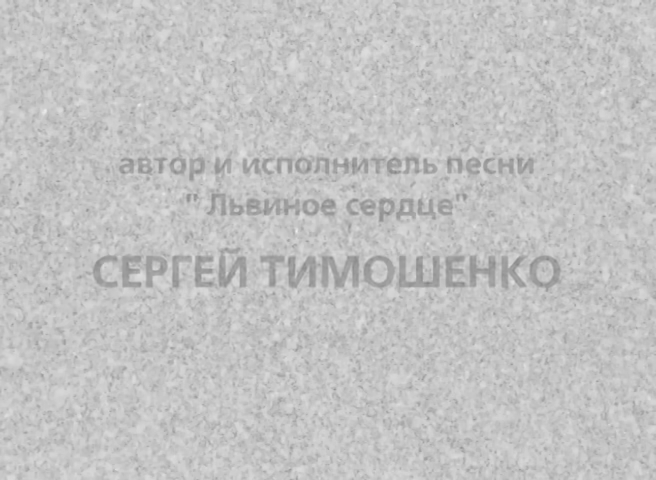 автор и исполнитель песни
" Львиное сердце"
СЕРГЕЙ ТИМОШЕНКО